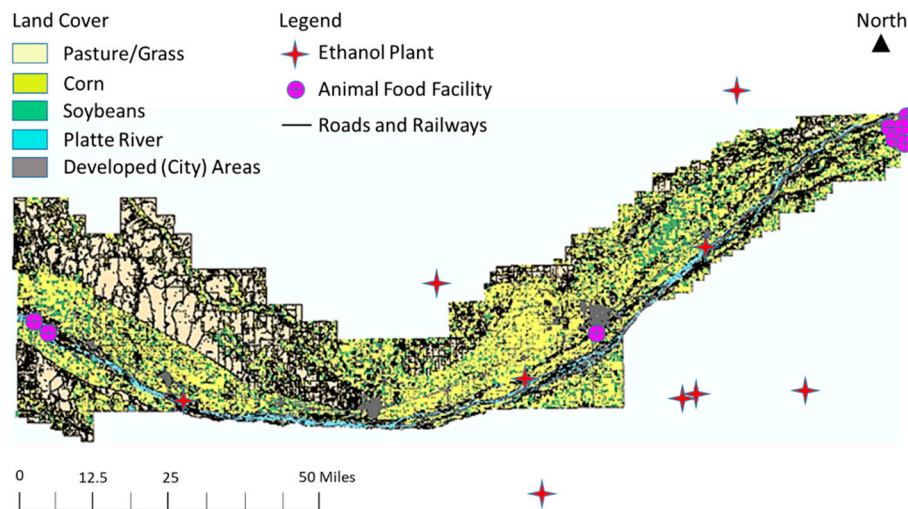 Land Cover
Pasture/Grass
Corn
Soybeans
Platte River
Developed (City) Areas
Legend
Ethanol Plant
Animal Food Facility
Roads and Railways
North
0 12.5 25 50 Miles